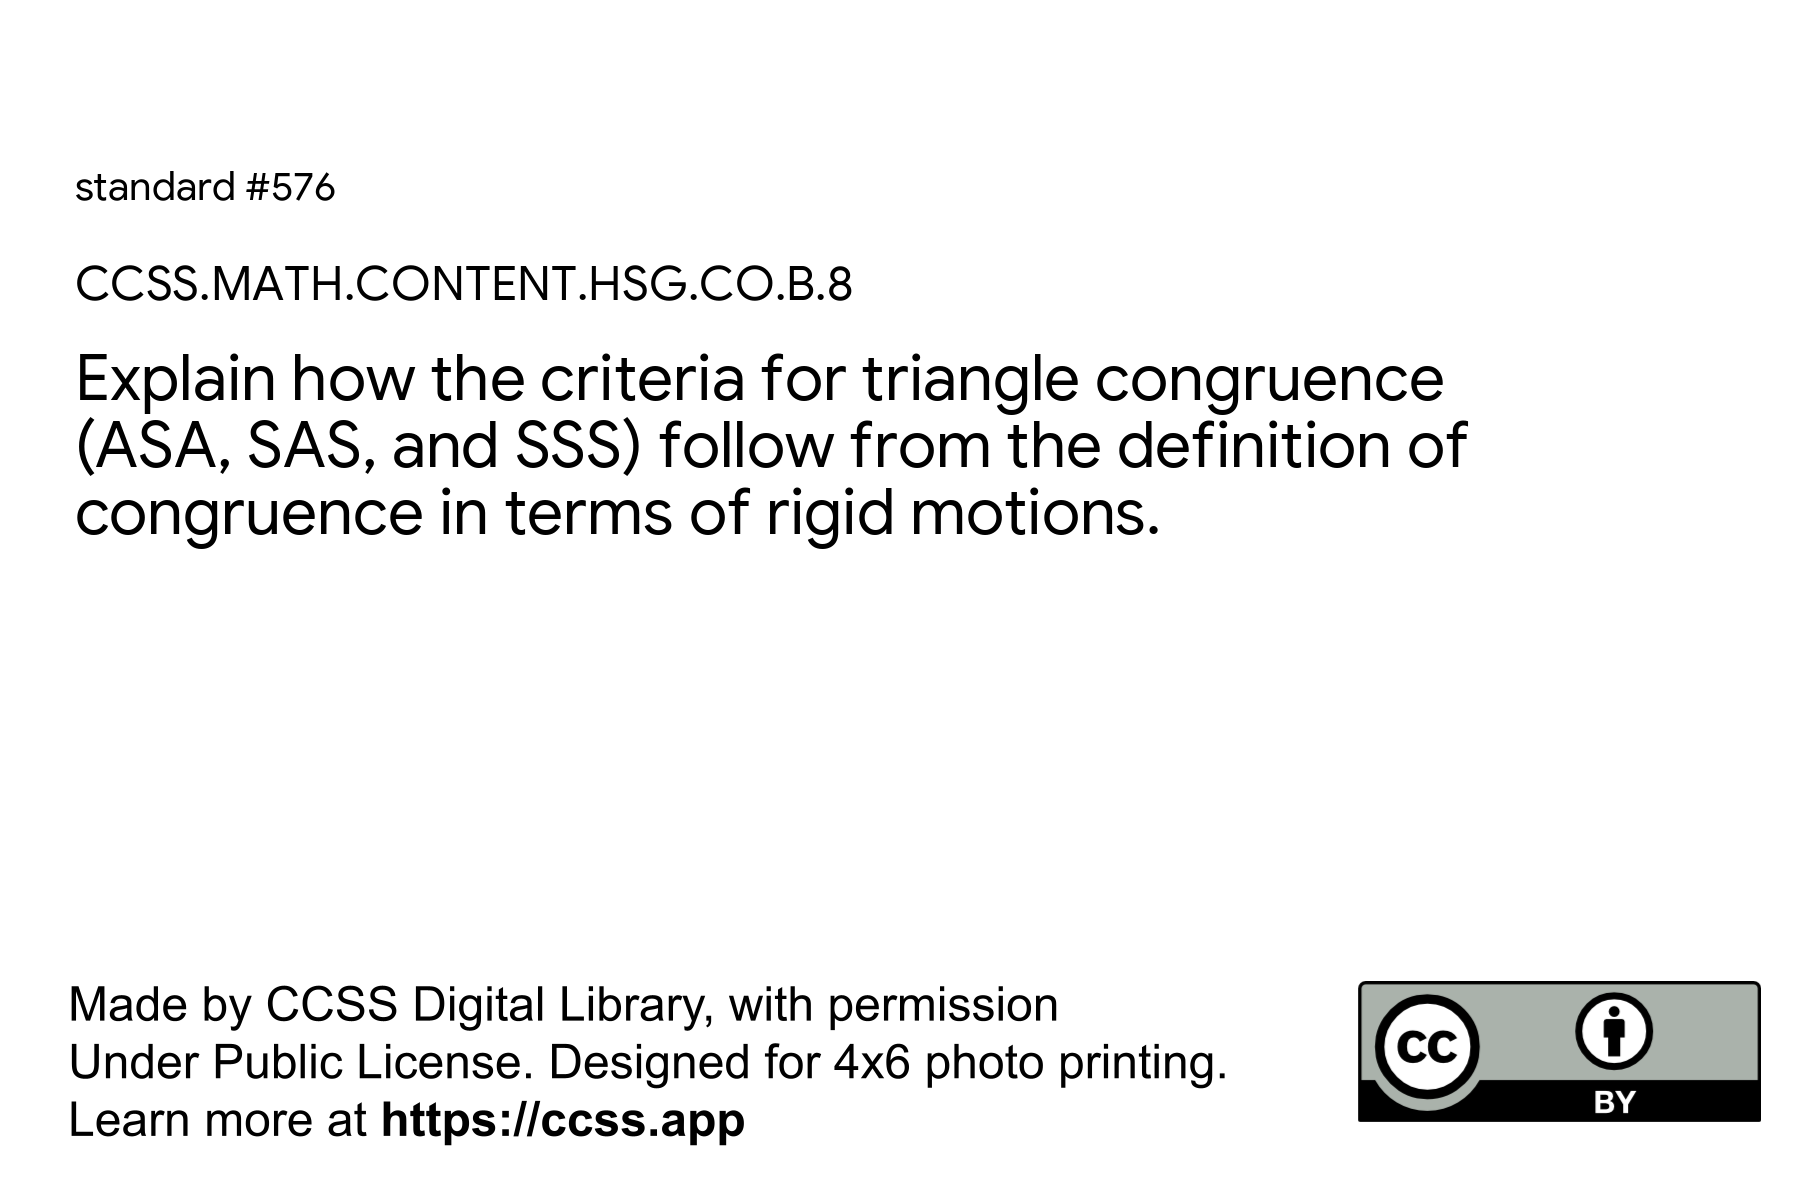 standard #576
CCSS.MATH.CONTENT.HSG.CO.B.8
Explain how the criteria for triangle congruence
(ASA, SAS, and SSS) follow from the definition of
congruence in terms of rigid motions.
Made by CCSS Digital Library, with permission
Under Public License. Designed for 4x6 photo printing.
Learn more at https://ccss.app
CC
BY